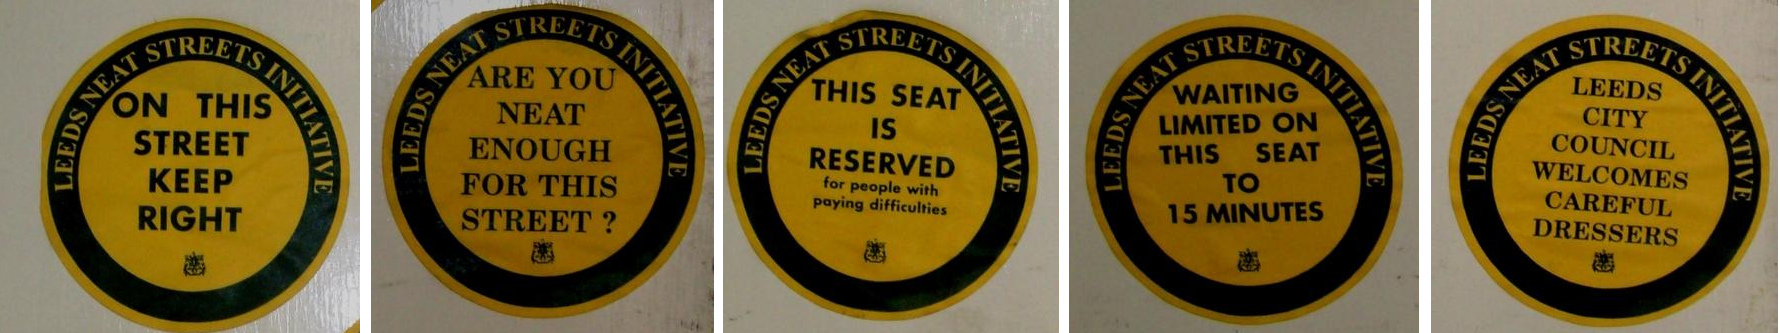 LEEDS NEAT STREETS INITIATIVE
ON THIS
STREET
KEEP
RIGHT
LEEDS NEAT STREETS INITIATIVE
ARE YOU
NEAT
ENOUGH
FOR THIS
STREET ?
LEEDS NEAT STREETS INITIATIVE
THIS SEAT
IS
RESERVED
for people with
paying difficulties
LEEDS NEAT STREETS INITIATIVE
WAITING
LIMITED ON
THIS SEAT
TO
15 MINUTES
LEEDS NEAT STREETS INITIATIVE
LEEDS
CITY
COUNCIL
WELCOMES
CAREFUL
DRESSERS